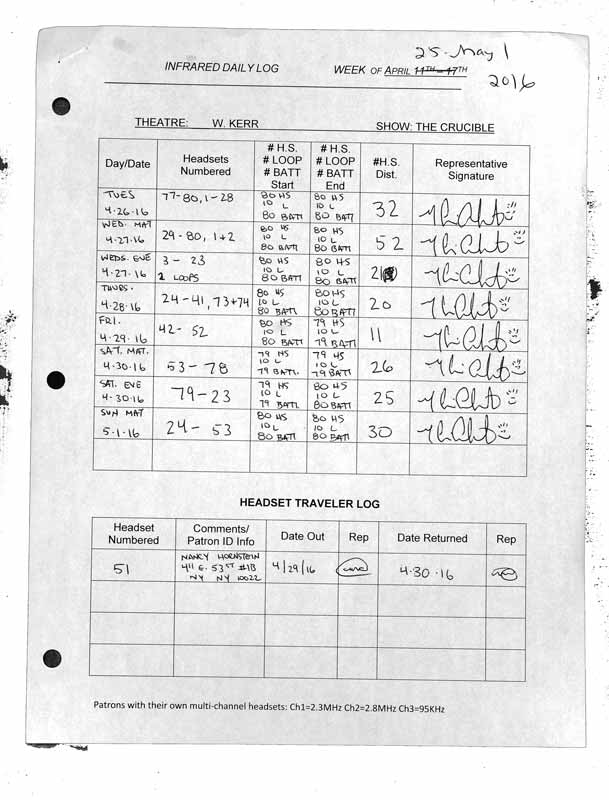 25-May 1
INFRARED DAILY LOG WEEK OF APRIL 11TH - 17TH
2016
THEATRE: W. KERR SHOW: THE CRUCIBLE
Day/Date Headsets Numbered # H.S. # LOOP # BATT Start # H.S. # LOOP # BATT End #H.S. Dist. Representative Signature
TUES 4-26-16 77-80, 1-28 80 HS 10 L 80 BATT 80 HS 10 L 80 BATT 32
WED. MAT 4-27-16 29-80, 1+2 80 HS 10 L 80 BATT 80 HS 10 L 80 BATT 52
WEDS. EVE 4-27-16 3-23 2 LOOPS 80 HS 10 L 80 BATT 80 HS 10 L 80 BATT 21
THURS. 4-28-16 24-41, 73+74 80 HS 10 L 80 BATT 80 HS 10 L 80 BATT 20
FRI. 4-29-16 42-52 80 HS 10 L 80 BATT 79 HS 10 L 79 BATT 11
SAT. MAT. 4-30-16 53-78 79 HS 10 L 79 BATT. 79 HS 10 L 79 BATT 26
SAT. EVE 4-30-16 79-23 79 HS 10 L 79 BATT 80 HS 10 L 80 BATT 25
SUN MAT 5-1-16 24-53 80 HS 10 L 80 BATT 80 HS 10 L 80 BATT 30
HEADSET TRAVELER LOG
Headset Numbered Comments/ Patron ID Info Date Out Rep Date Returned Rep
51 NANCY HORNSTEIN 411 E. 53ST #1B NY NY 10022 4/29/16 4-30-16
Patrons with their own multi-channel headsets: Ch1=2.3MHz Ch2=2.8MHz Ch3=95KHz